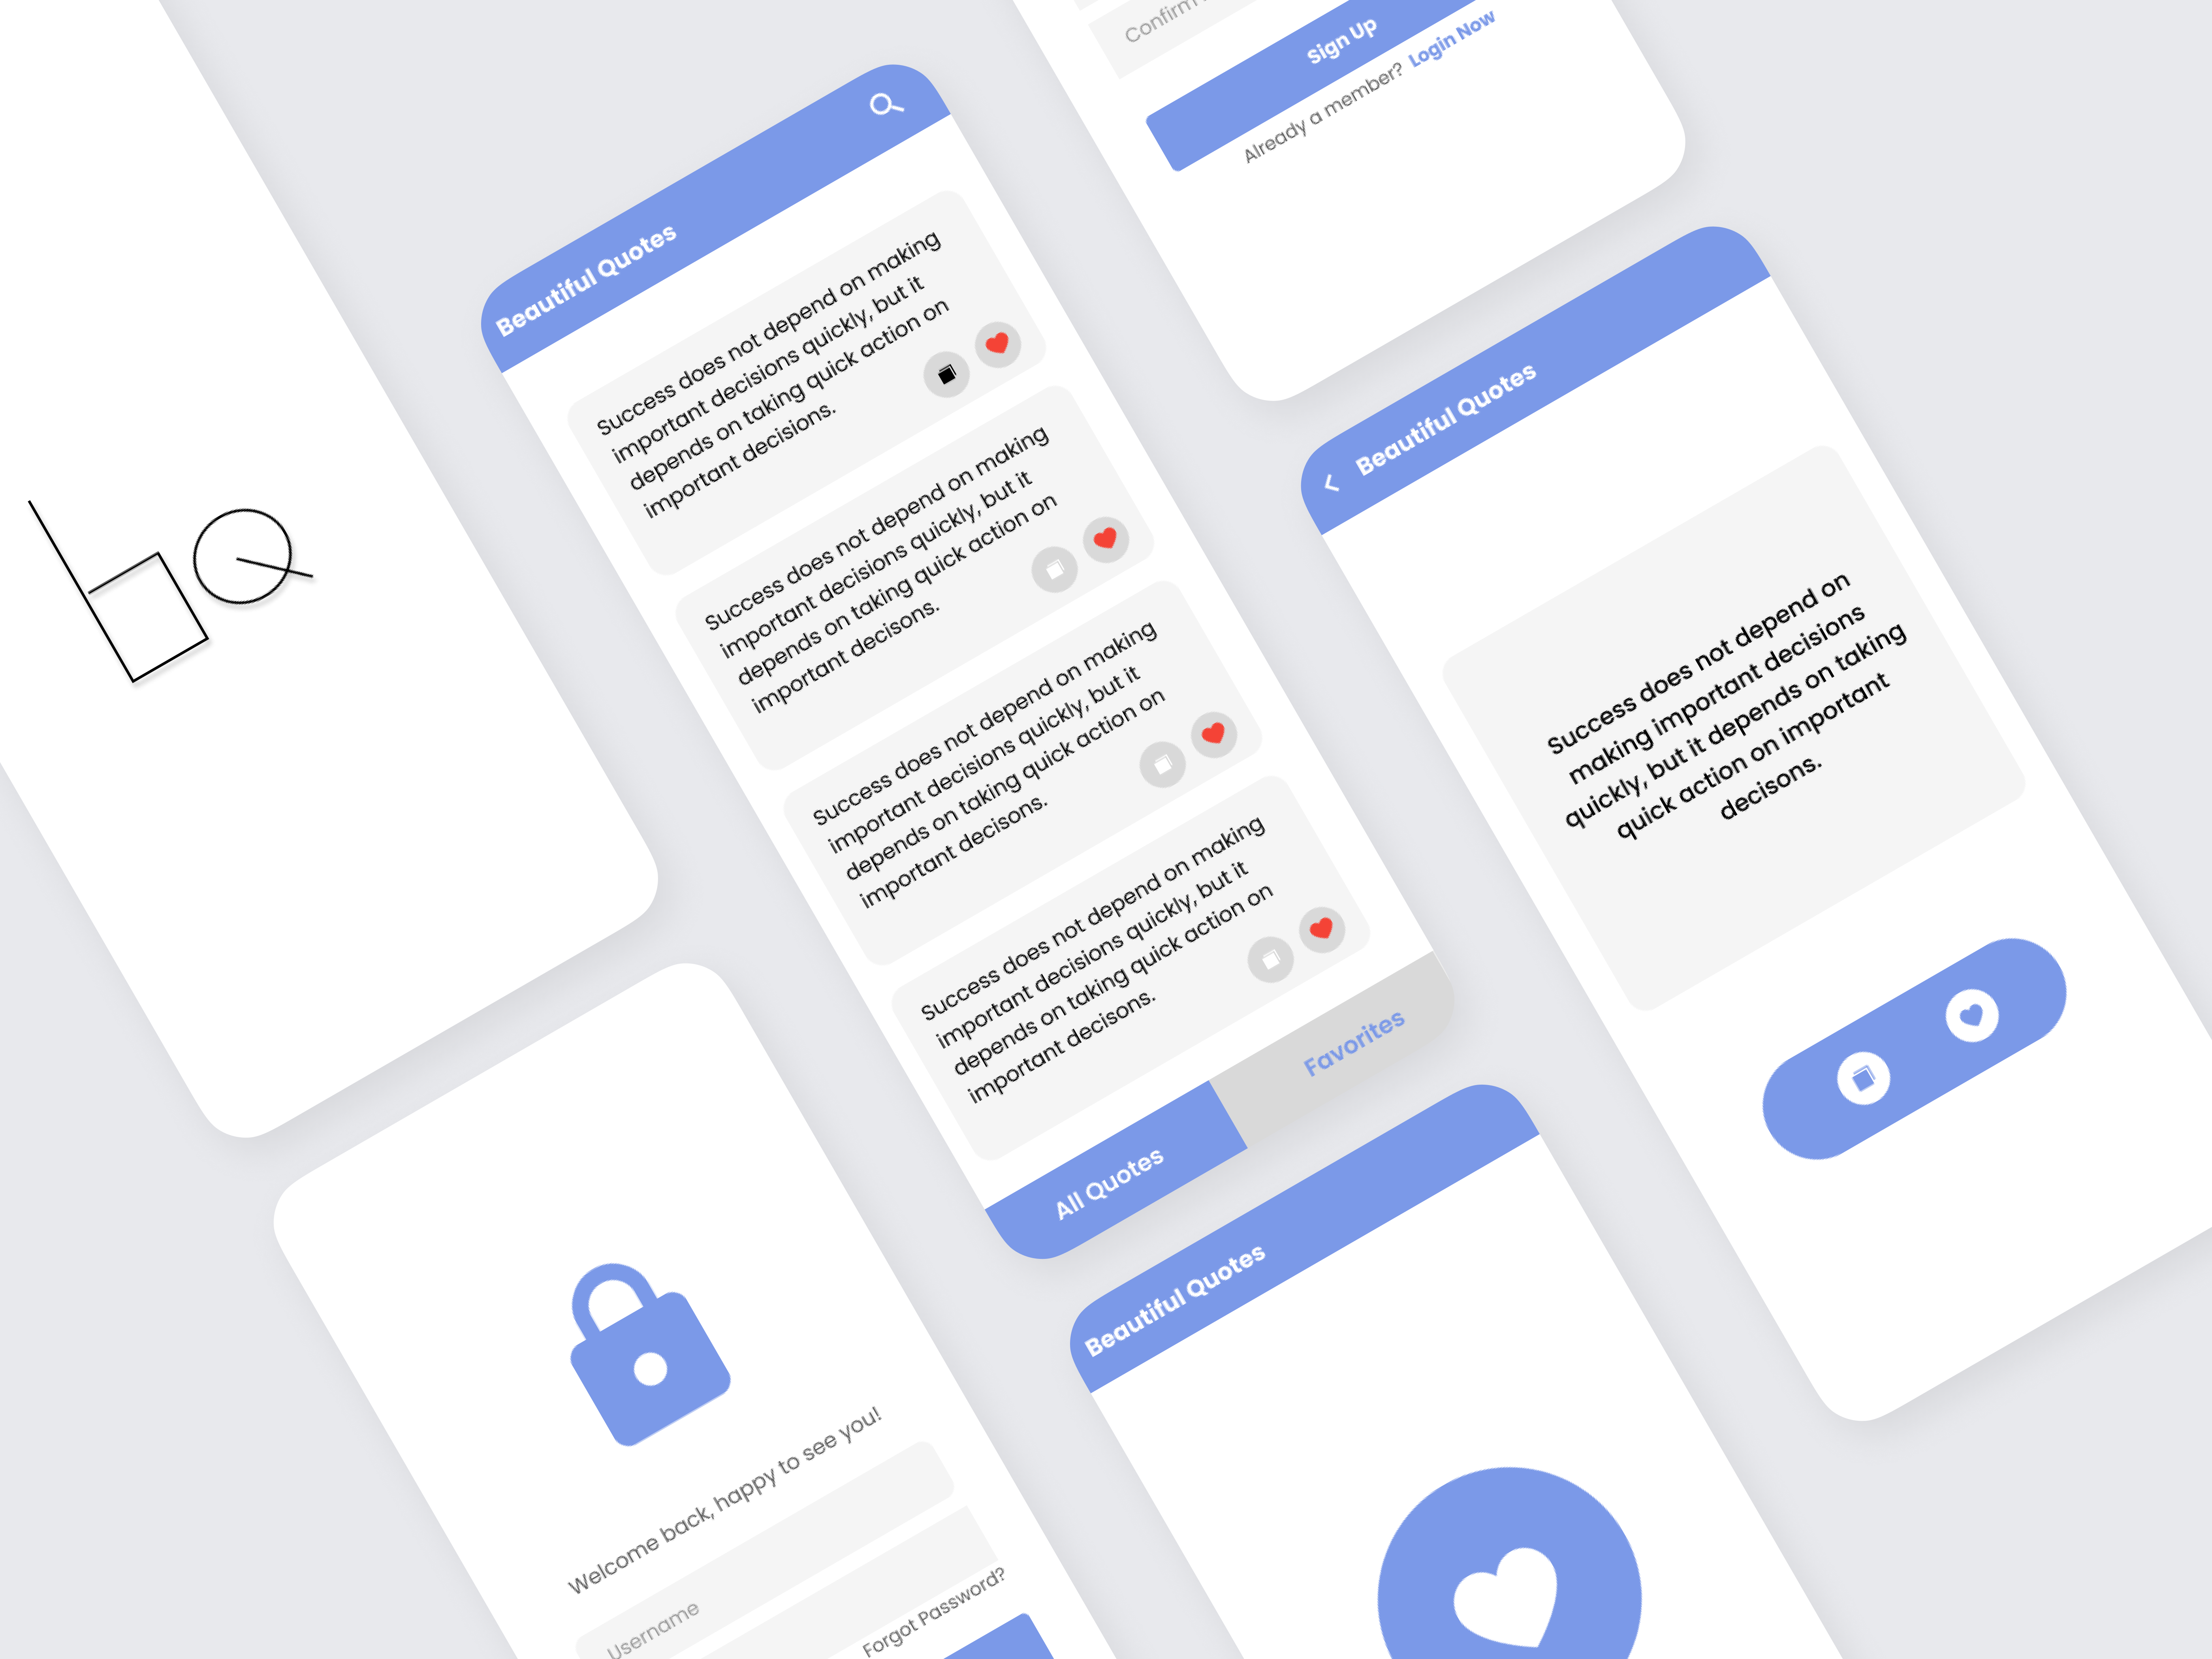 bQ
Beautiful Quotes
Success does not depend on making
important decisions quickly, but it
depends on taking quick action on
important decisions.
Success does not depend on making
important decisions quickly, but it
depends on taking quick action on
important decisons.
Success does not depend on making
important decisions quickly, but it
depends on taking quick action on
important decisons.
Success does not depend on making
important decisions quickly, but it
depends on taking quick action on
important decisons.
All Quotes
Favorites
Confirm
Sign Up
Already a member? Login Now
Beautiful Quotes
Success does not depend on
making important decisions
quickly, but it depends on taking
quick action on important
decisons.
Welcome back, happy to see you!
Username
Forgot Password?
Beautiful Quotes